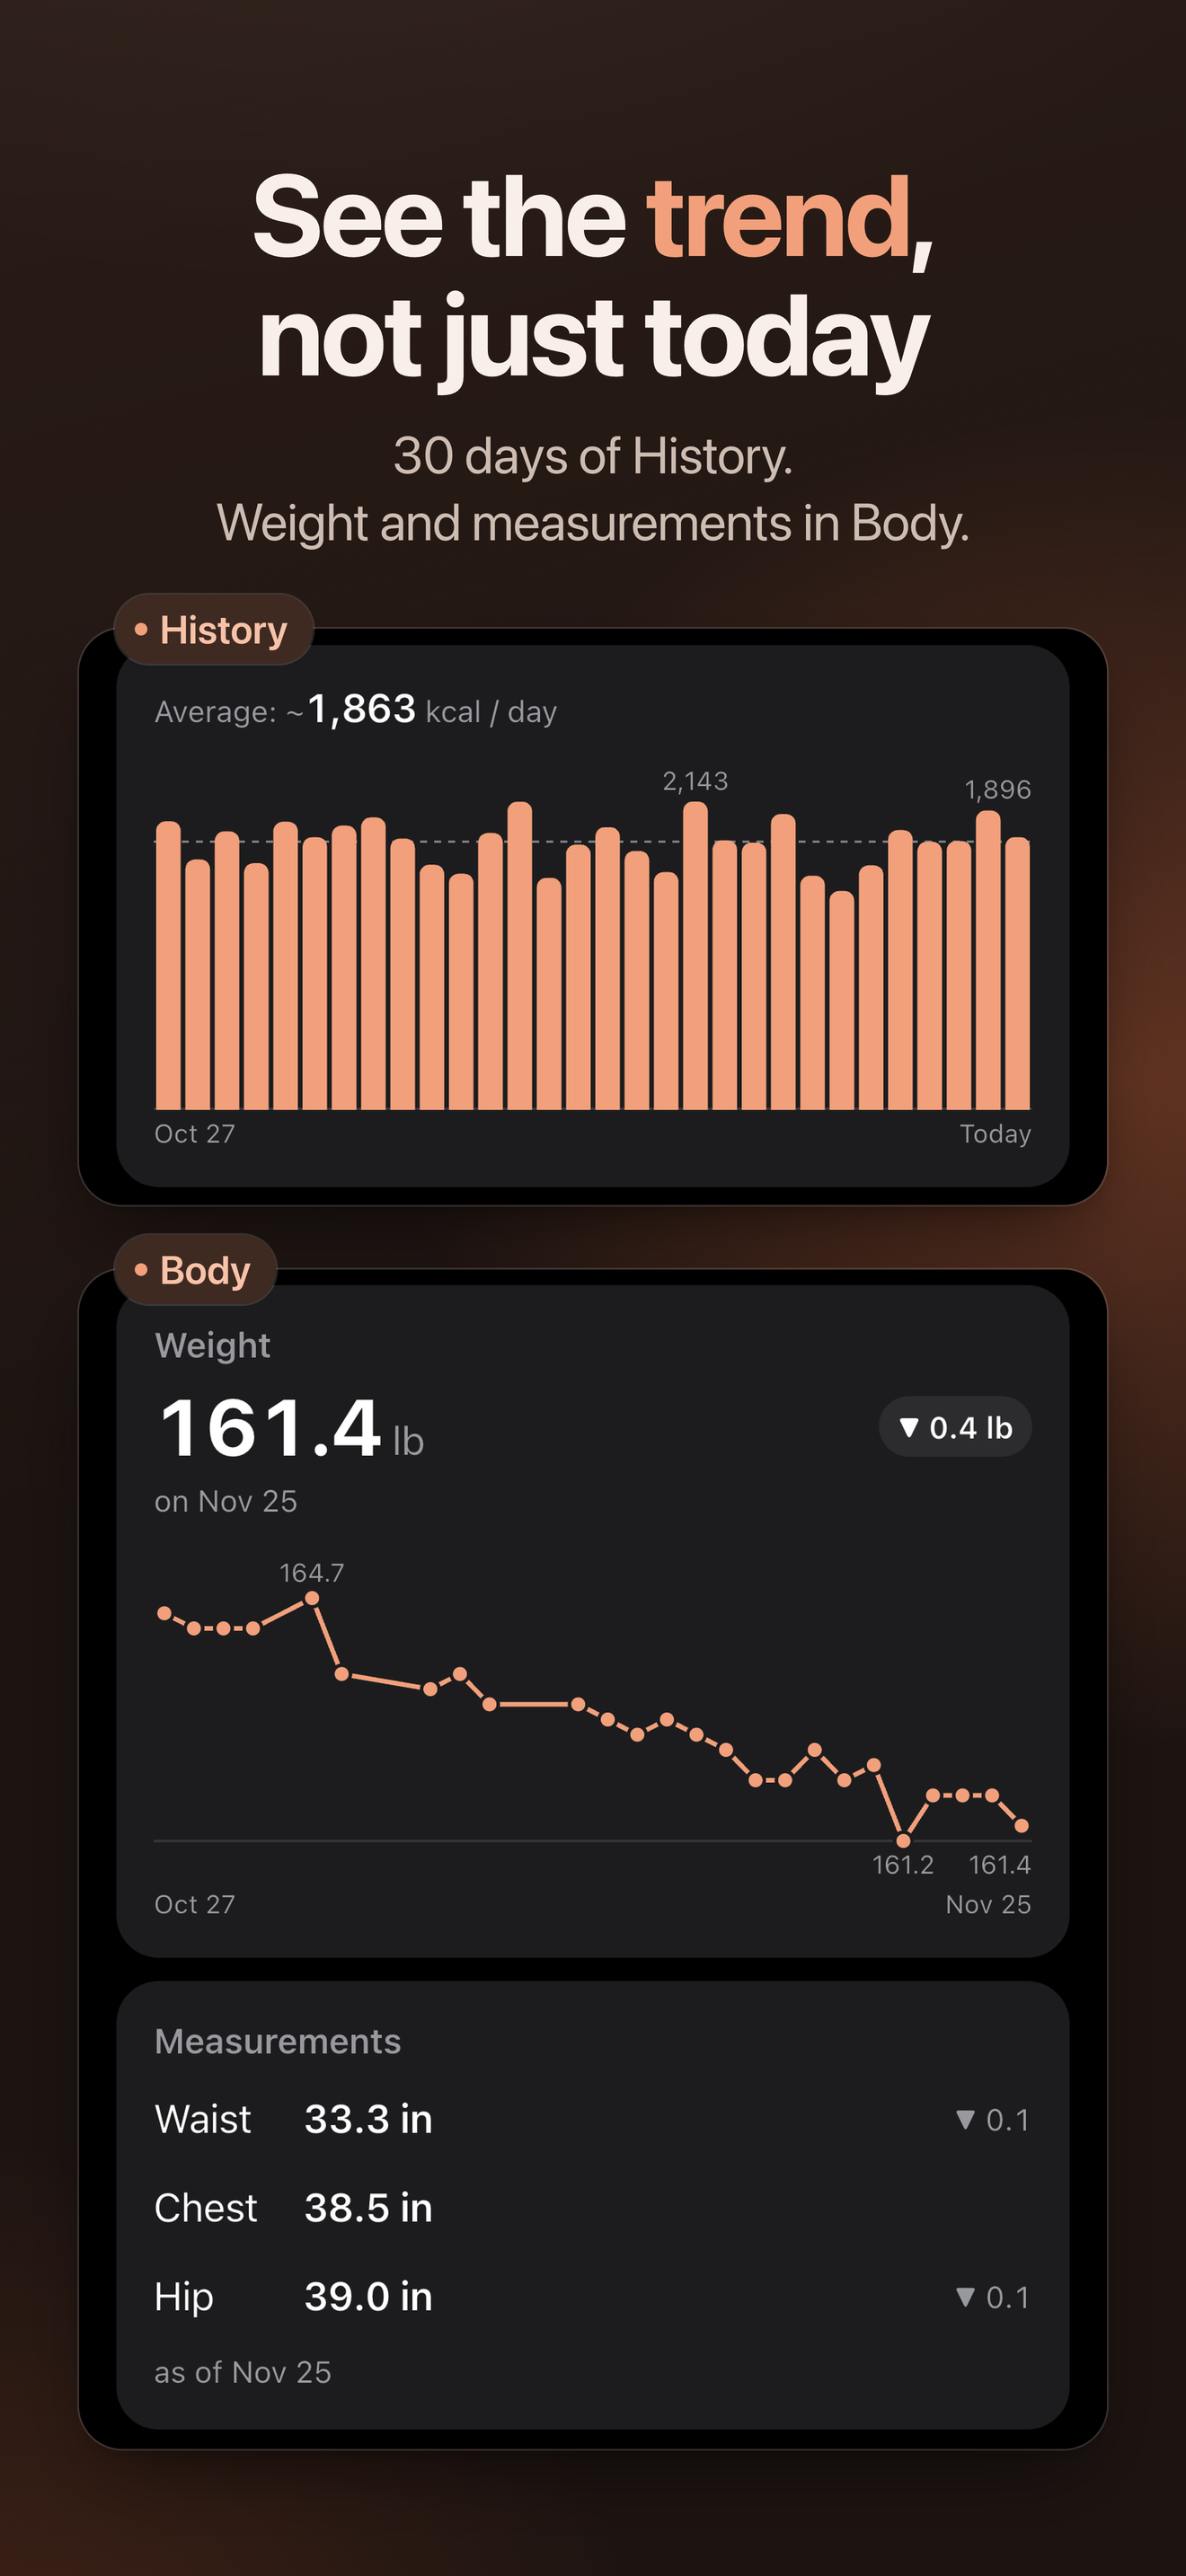 See the trend,
not just today
30 days of History.
Weight and measurements in Body.
History
Average: ~1,863 kcal / day
2,143
1,896
Oct 27
Today
Body
Weight
161.4 lb
▼ 0.4 lb
on Nov 25
164.7
161.2
161.4
Oct 27
Nov 25
Measurements
Waist 33.3 in ▼ 0.1
Chest 38.5 in
Hip 39.0 in ▼ 0.1
as of Nov 25